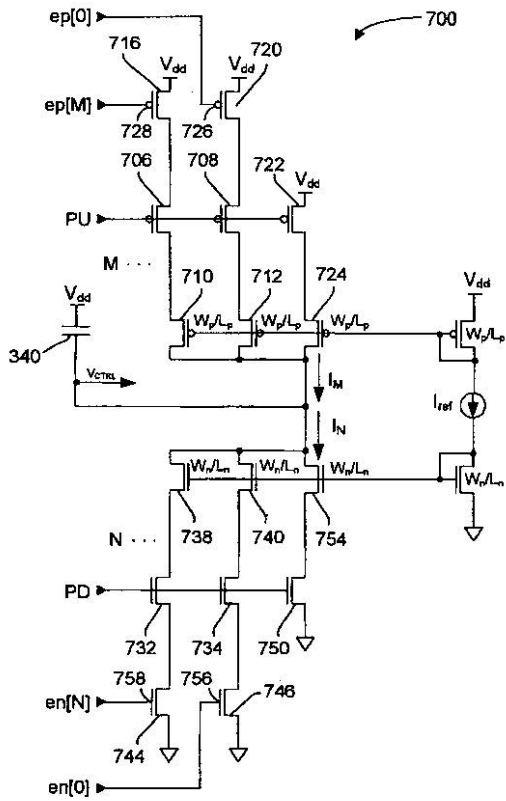 ep[0]
700
716
Vdd
Vdd
720
ep[M]
728
726
706
708
722
Vdd
PU
M ···
710
712
724
Vdd
Wp/Lp
Wp/Lp
Wp/Lp
Vdd
Wp/Lp
340
VCTRL
IM
Iref
IN
Wn/Ln
Wn/Ln
Wn/Ln
Wn/Ln
738
740
754
N ···
PD
732
734
750
758
756
en[N]
746
744
en[0]